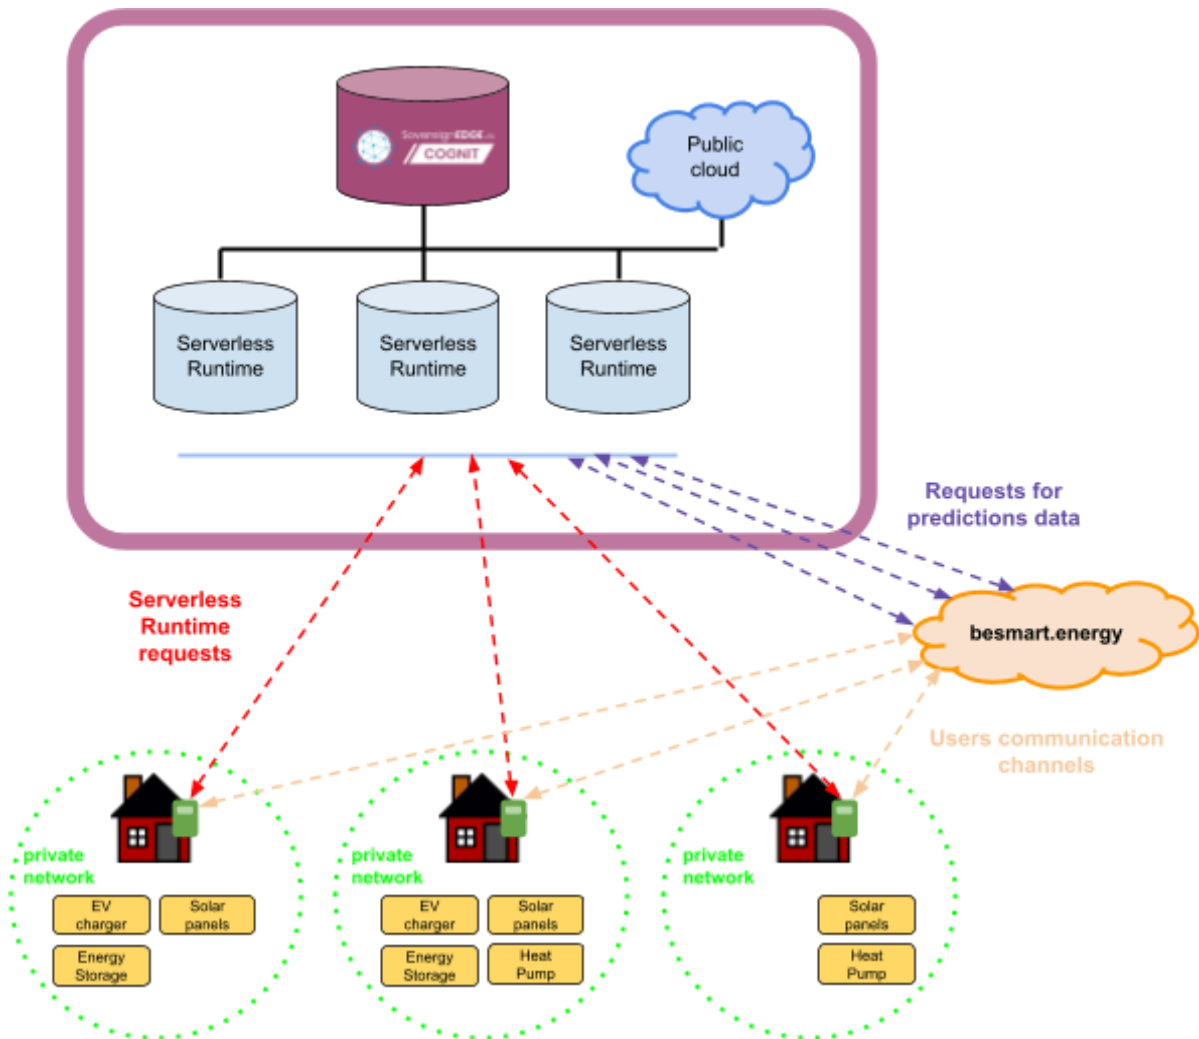 SovereignEDGE.io
COGNIT
Public
cloud
Serverless
Runtime
Serverless
Runtime
Serverless
Runtime
Requests for
predictions data
Serverless
Runtime
requests
besmart.energy
Users communication
channels
private
network
EV
charger
Solar
panels
Energy
Storage
private
network
EV
charger
Solar
panels
Energy
Storage
Heat
Pump
private
network
Solar
panels
Heat
Pump